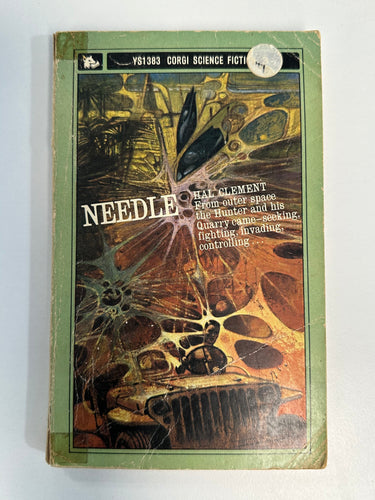 YS1383 CORGI SCIENCE FICTI
NEEDLE
HAL CLEMENT
From outer space
the Hunter and his
Quarry came–seeking,
fighting, invading,
controlling . . .